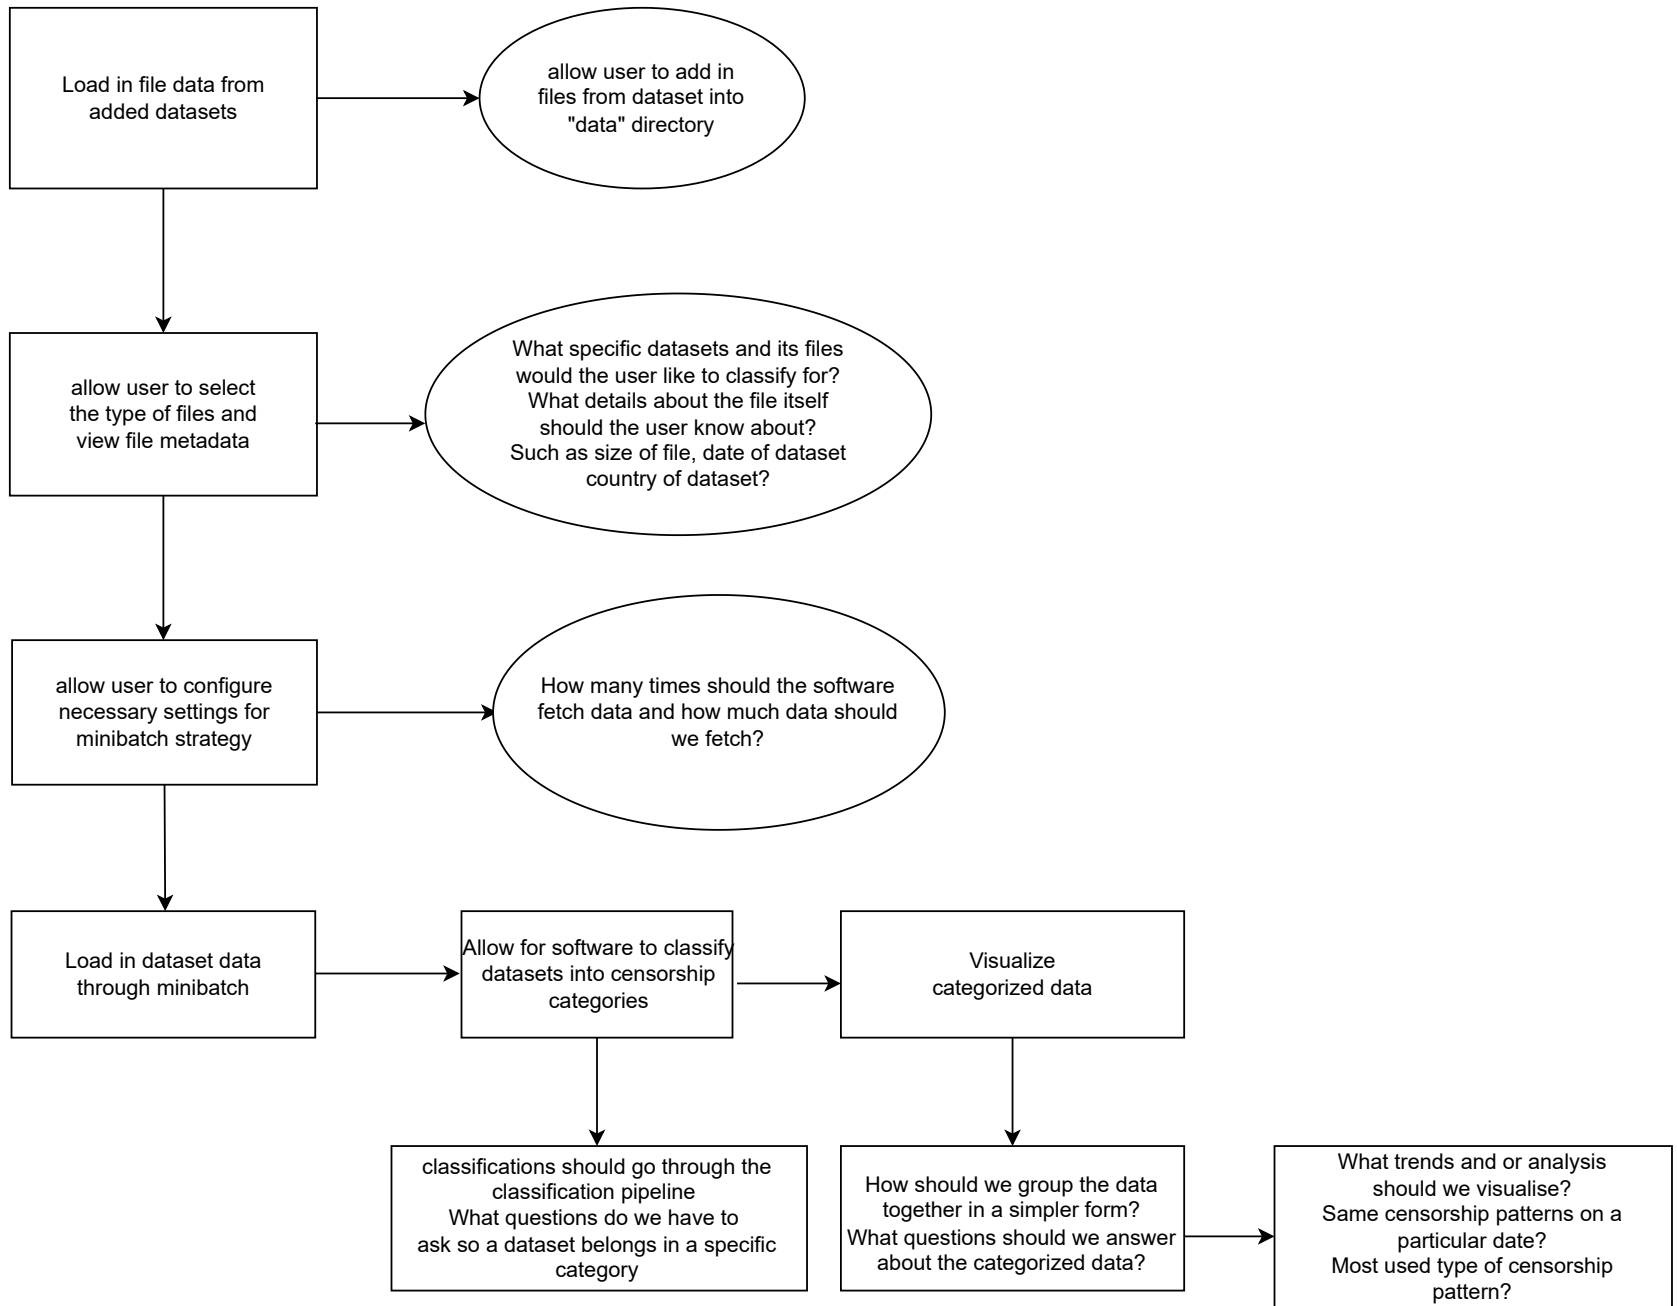 Load in file data from
added datasets
allow user to add in
files from dataset into
"data" directory
allow user to select
the type of files and
view file metadata
What specific datasets and its files
would the user like to classify for?
What details about the file itself
should the user know about?
Such as size of file, date of dataset
country of dataset?
allow user to configure
necessary settings for
minibatch strategy
How many times should the software
fetch data and how much data should
we fetch?
Load in dataset data
through minibatch
Allow for software to classify
datasets into censorship
categories
Visualize
categorized data
classifications should go through the
classification pipeline
What questions do we have to
ask so a dataset belongs in a specific
category
How should we group the data
together in a simpler form?
What questions should we answer
about the categorized data?
What trends and or analysis
should we visualise?
Same censorship patterns on a
particular date?
Most used type of censorship
pattern?